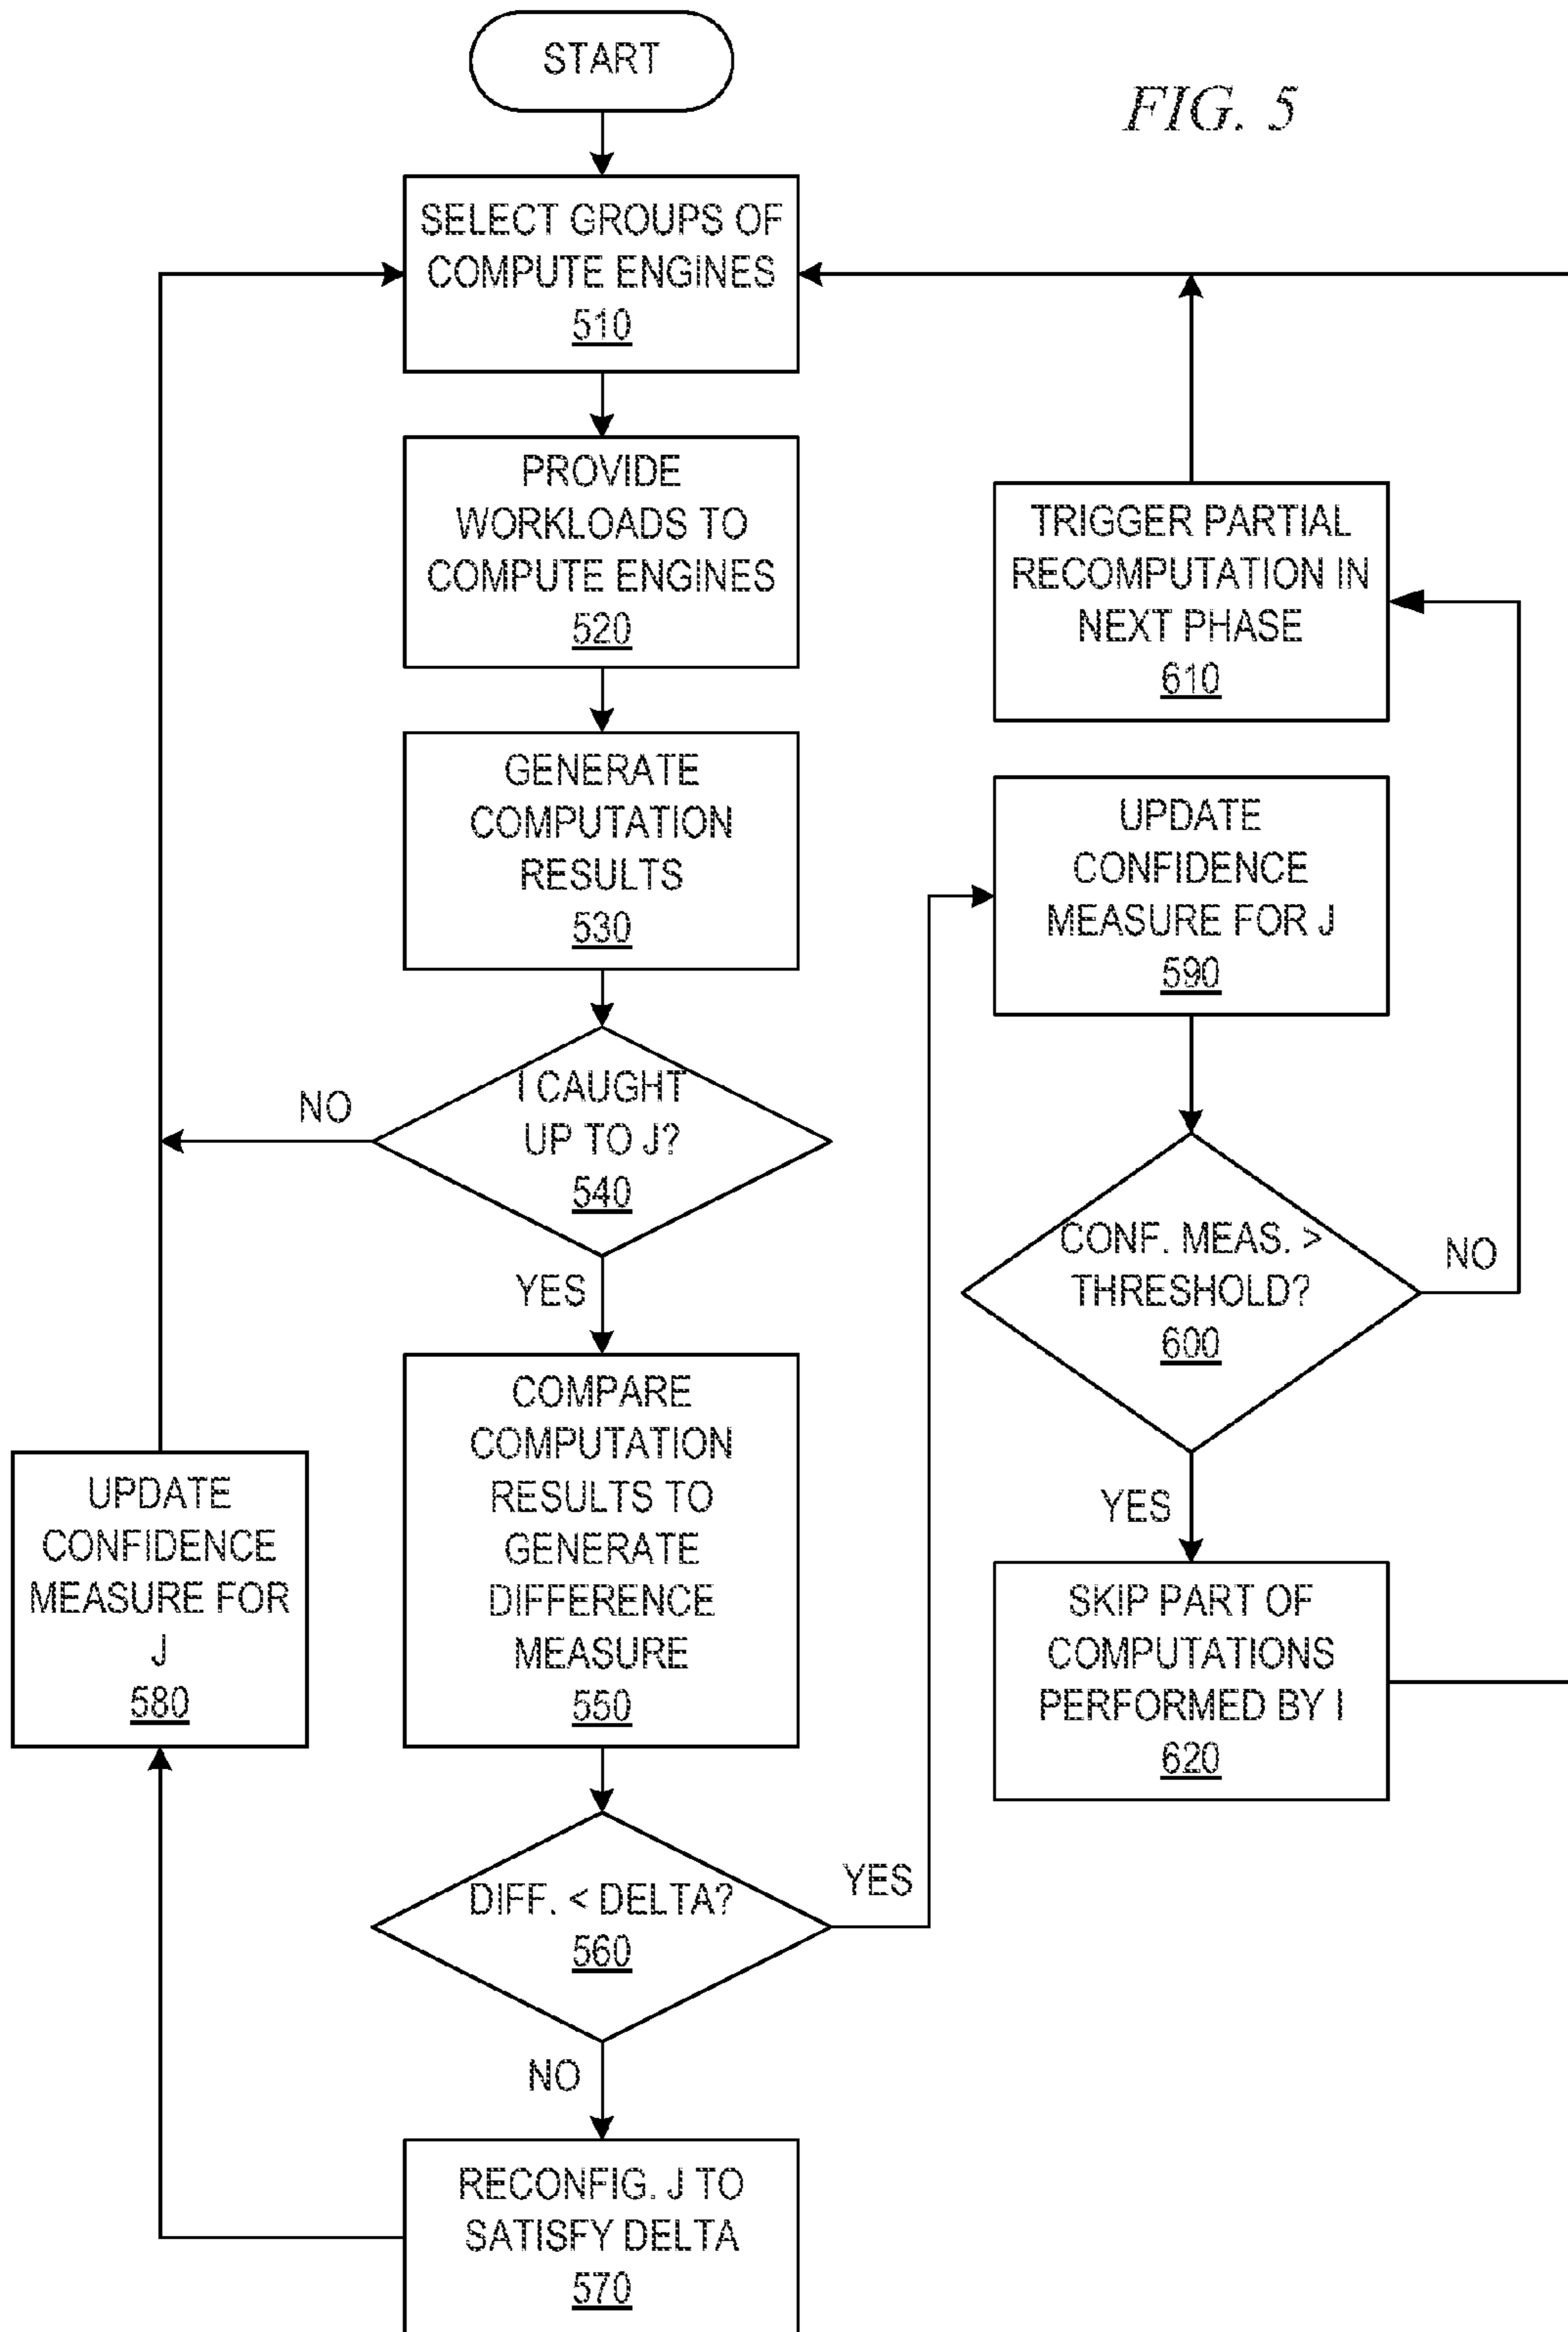 START
FIG. 5
SELECT GROUPS OF
COMPUTE ENGINES
510
PROVIDE
WORKLOADS TO
COMPUTE ENGINES
520
GENERATE
COMPUTATION
RESULTS
530
I CAUGHT
UP TO J?
540
NO
YES
COMPARE
COMPUTATION
RESULTS TO
GENERATE
DIFFERENCE
MEASURE
550
DIFF. < DELTA?
560
YES
NO
RECONFIG. J TO
SATISFY DELTA
570
UPDATE
CONFIDENCE
MEASURE FOR
J
580
UPDATE
CONFIDENCE
MEASURE FOR J
590
CONF. MEAS. >
THRESHOLD?
600
NO
YES
TRIGGER PARTIAL
RECOMPUTATION IN
NEXT PHASE
610
SKIP PART OF
COMPUTATIONS
PERFORMED BY I
620